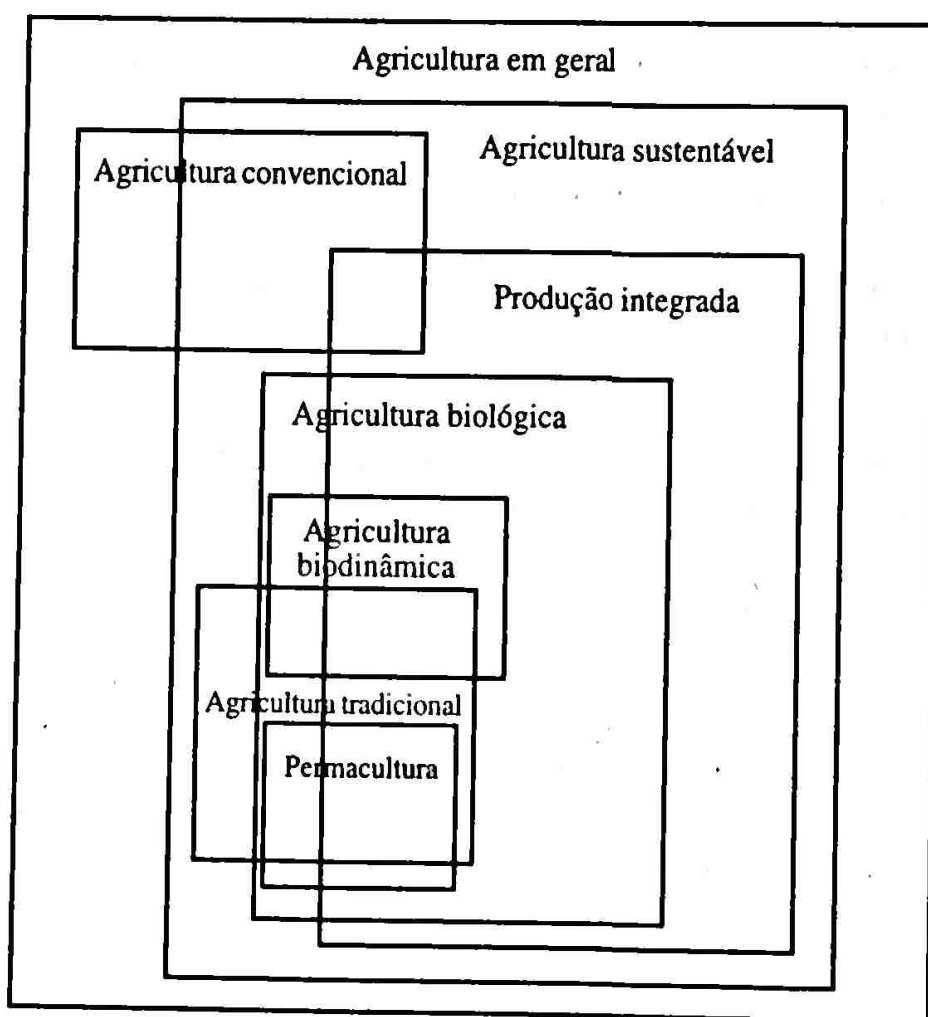 Agricultura em geral
Agricultura sustentável
Agricultura convencional
Produção integrada
Agricultura biológica
Agricultura
biodinâmica
Agricultura tradicional
Permacultura